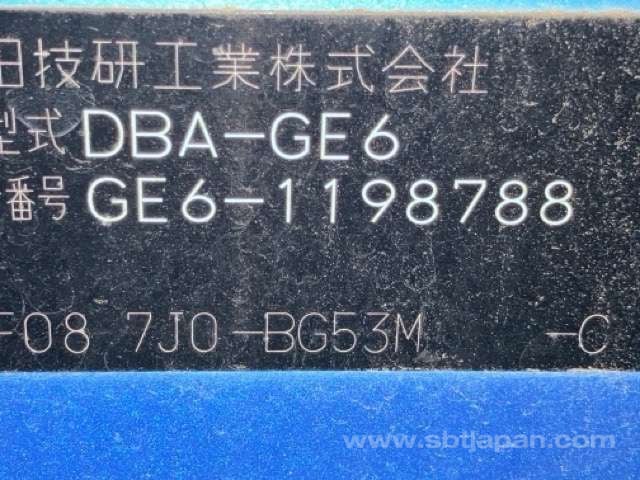 田技研工業株式会社
型式 DBA-GE6
番号 GE6-1198788
F08 7J0-BG53M -C
www.sbtjapan.com